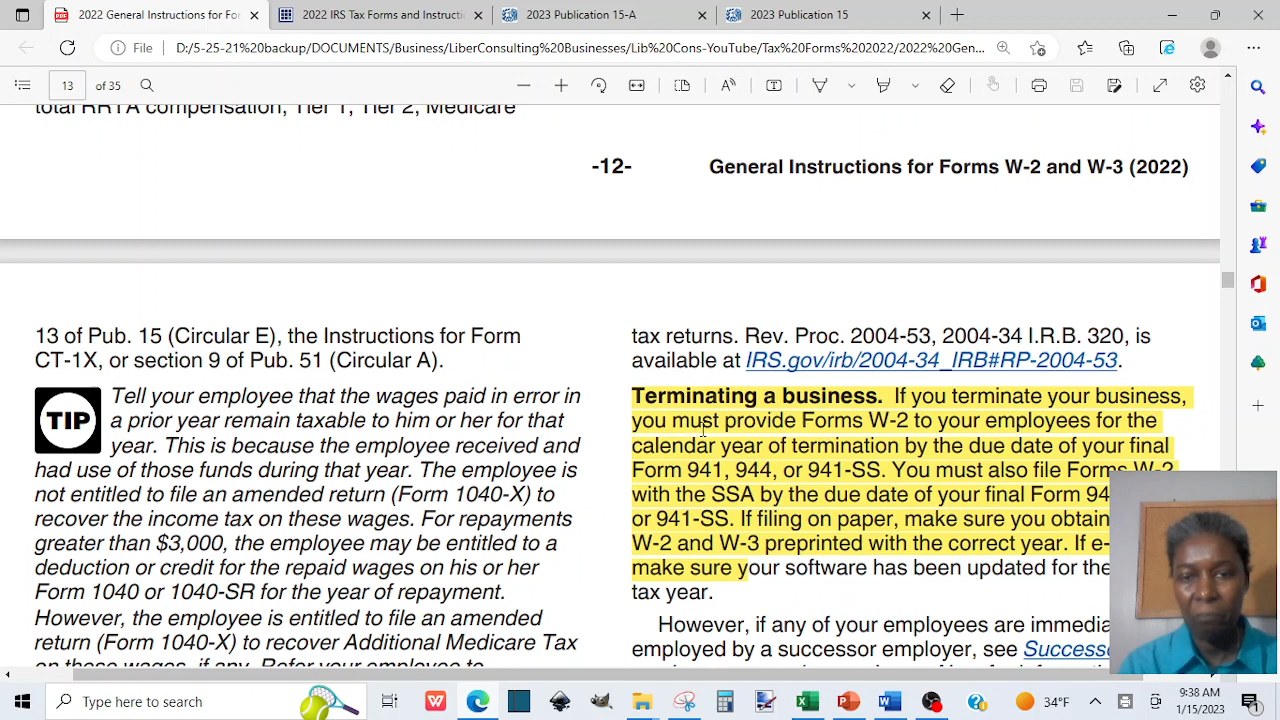 2022 General Instructions for For
2022 IRS Tax Forms and Instructi
2023 Publication 15-A
2023 Publication 15
File
D:/5-25-21%20backup/DOCUMENTS/Business/LiberConsulting%20Businesses/Lib%20Cons-YouTube/Tax%20Forms%202022/2022%20Gen...
13 of 35
total RRTA compensation, Tier 1, Tier 2, Medicare
-12- General Instructions for Forms W-2 and W-3 (2022)
13 of Pub. 15 (Circular E), the Instructions for Form
CT-1X, or section 9 of Pub. 51 (Circular A).
TIP
Tell your employee that the wages paid in error in
a prior year remain taxable to him or her for that
year. This is because the employee received and
had use of those funds during that year. The employee is
not entitled to file an amended return (Form 1040-X) to
recover the income tax on these wages. For repayments
greater than $3,000, the employee may be entitled to a
deduction or credit for the repaid wages on his or her
Form 1040 or 1040-SR for the year of repayment.
However, the employee is entitled to file an amended
return (Form 1040-X) to recover Additional Medicare Tax
on these wages, if any. Refer your employee to
tax returns. Rev. Proc. 2004-53, 2004-34 I.R.B. 320, is
available at IRS.gov/irb/2004-34_IRB#RP-2004-53.
Terminating a business. If you terminate your business,
you must provide Forms W-2 to your employees for the
calendar year of termination by the due date of your final
Form 941, 944, or 941-SS. You must also file Forms W-2
with the SSA by the due date of your final Form 94
or 941-SS. If filing on paper, make sure you obtain
W-2 and W-3 preprinted with the correct year. If e-
make sure your software has been updated for the
tax year.
However, if any of your employees are immedia
employed by a successor employer, see Success
Type here to search
34°F
9:38 AM
1/15/2023
1